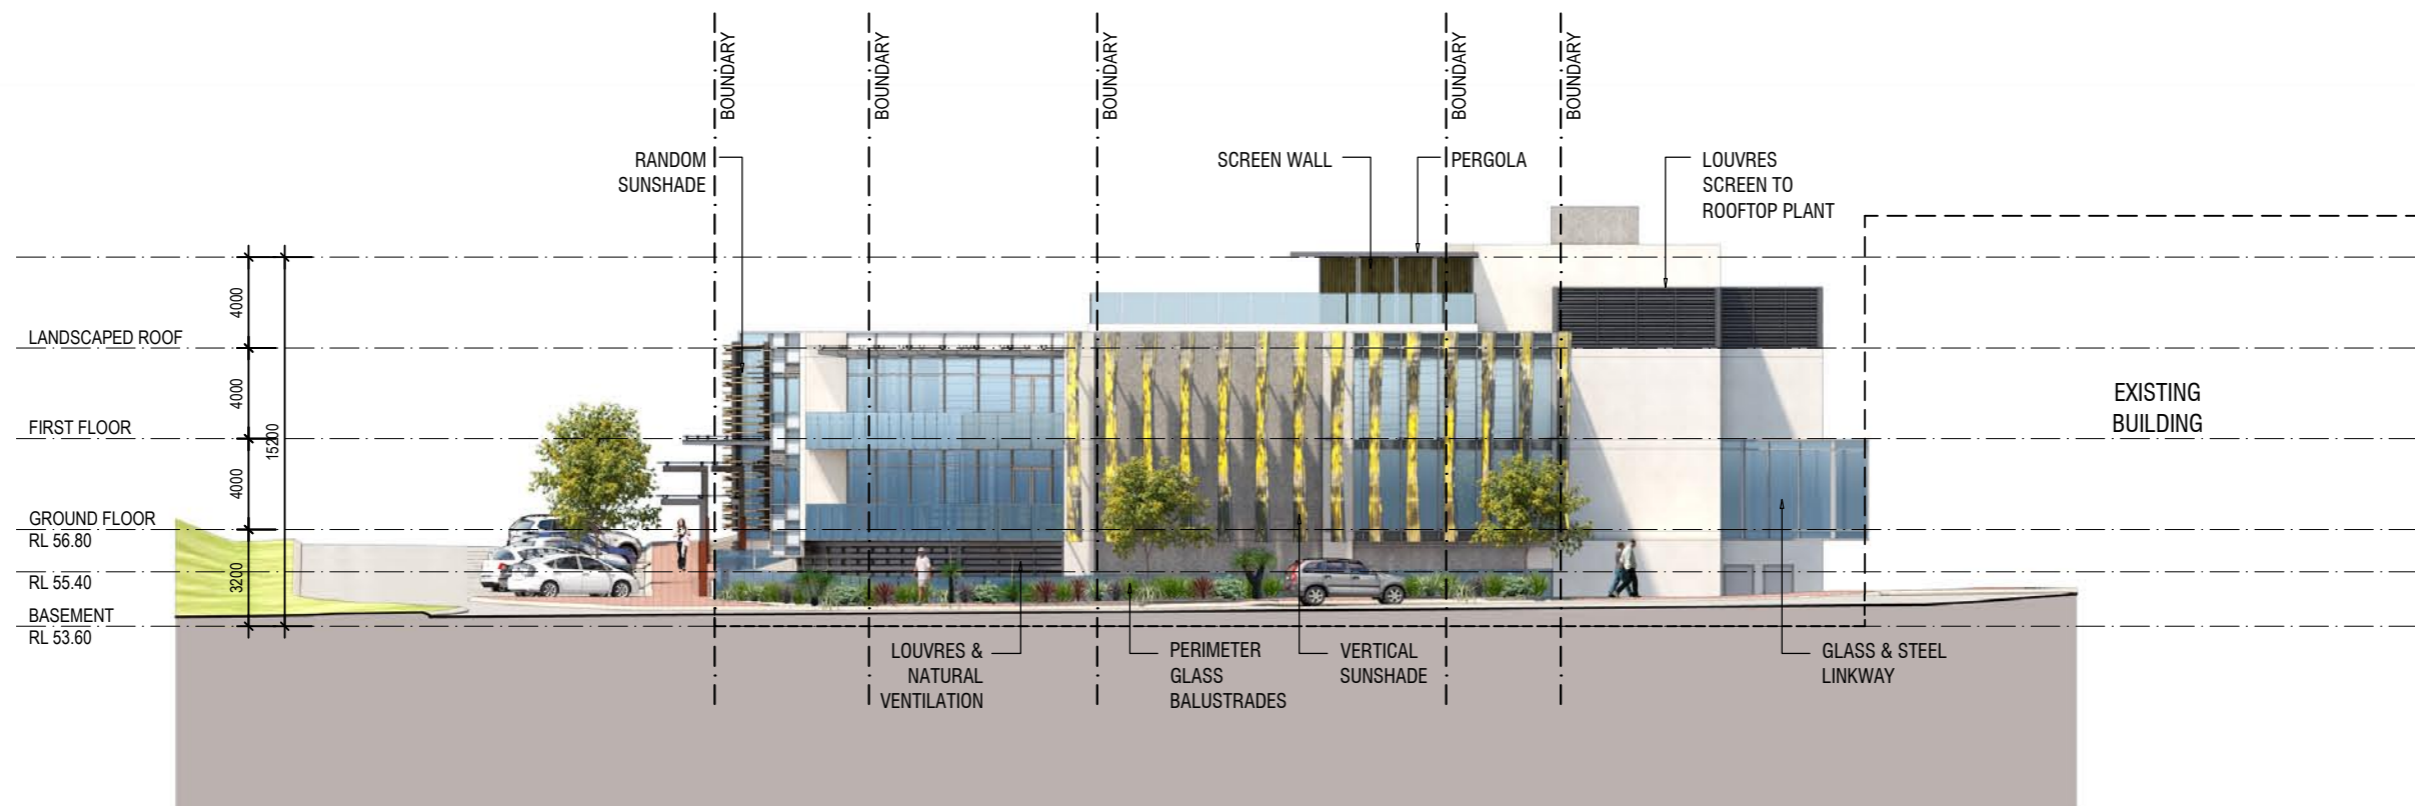 BOUNDARY
BOUNDARY
BOUNDARY
BOUNDARY
BOUNDARY
RANDOM
SUNSHADE
SCREEN WALL
PERGOLA
LOUVRES
SCREEN TO
ROOFTOP PLANT
4000
LANDSCAPED ROOF
4000
FIRST FLOOR
15200
4000
GROUND FLOOR
RL 56.80
RL 55.40
3200
BASEMENT
RL 53.60
EXISTING
BUILDING
LOUVRES &
NATURAL
VENTILATION
PERIMETER
GLASS
BALUSTRADES
VERTICAL
SUNSHADE
GLASS & STEEL
LINKWAY